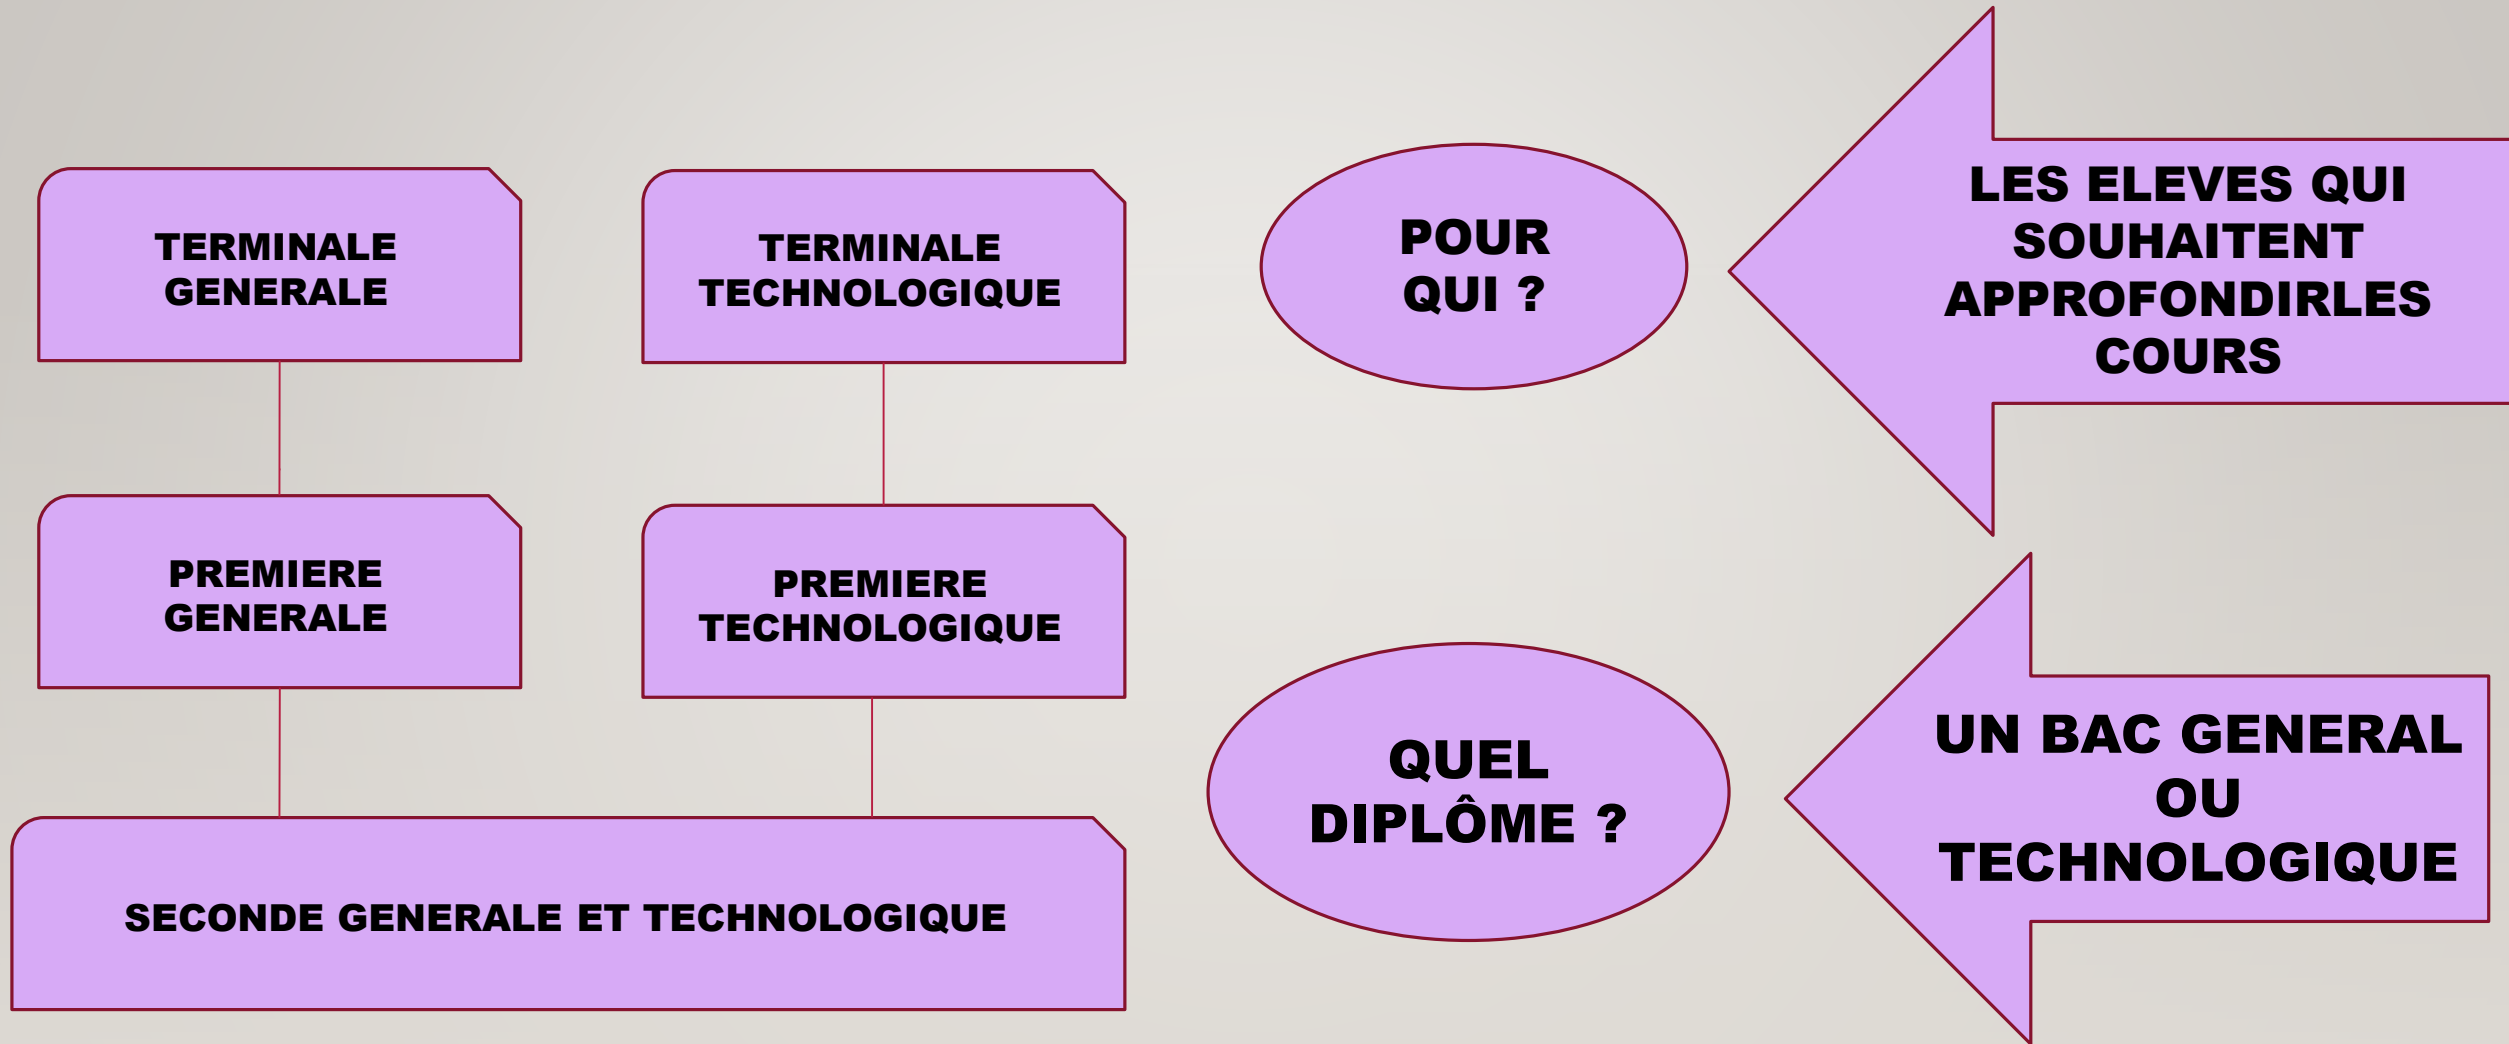 TERMINALE
GENERALE
TERMINALE
TECHNOLOGIQUE
POUR
QUI ?
LES ELEVES QUI
SOUHAITENT
APPROFONDIRLES
COURS
PREMIERE
GENERALE
PREMIERE
TECHNOLOGIQUE
QUEL
DIPLÔME ?
UN BAC GENERAL
OU
TECHNOLOGIQUE
SECONDE GENERALE ET TECHNOLOGIQUE